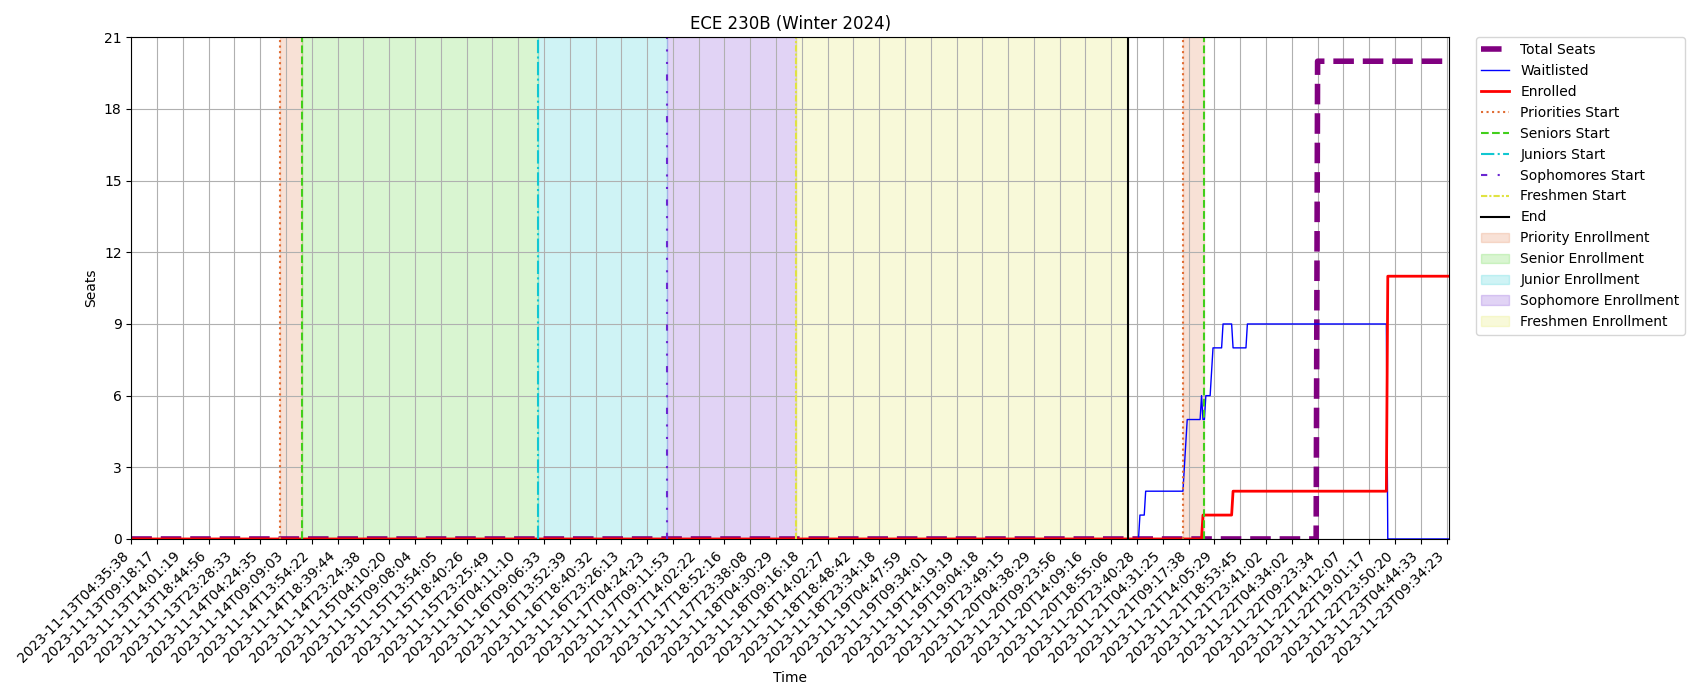 ECE 230B (Winter 2024)
21
18
15
12
9
6
3
0
Seats
2023-11-13T04:35:38
2023-11-13T09:18:17
2023-11-13T14:01:19
2023-11-13T18:44:56
2023-11-13T23:28:33
2023-11-14T04:24:35
2023-11-14T09:09:03
2023-11-14T13:54:22
2023-11-14T18:39:44
2023-11-14T23:24:38
2023-11-15T04:10:20
2023-11-15T09:08:04
2023-11-15T13:54:05
2023-11-15T18:40:26
2023-11-15T23:25:49
2023-11-16T04:11:10
2023-11-16T09:06:33
2023-11-16T13:52:39
2023-11-16T18:40:32
2023-11-16T23:26:13
2023-11-17T04:24:23
2023-11-17T09:11:53
2023-11-17T14:02:22
2023-11-17T18:52:16
2023-11-17T23:38:08
2023-11-18T04:30:29
2023-11-18T09:16:18
2023-11-18T14:02:27
2023-11-18T18:48:42
2023-11-18T23:34:18
2023-11-19T04:47:59
2023-11-19T09:34:01
2023-11-19T14:19:19
2023-11-19T19:04:18
2023-11-19T23:49:15
2023-11-20T04:38:29
2023-11-20T09:23:56
2023-11-20T14:09:16
2023-11-20T18:55:06
2023-11-20T23:40:28
2023-11-21T04:31:25
2023-11-21T09:17:38
2023-11-21T14:05:29
2023-11-21T18:53:45
2023-11-21T23:41:02
2023-11-22T04:34:02
2023-11-22T09:23:34
2023-11-22T14:12:07
2023-11-22T19:01:17
2023-11-22T23:50:20
2023-11-23T04:44:33
2023-11-23T09:34:23
Time
Total Seats
Waitlisted
Enrolled
Priorities Start
Seniors Start
Juniors Start
Sophomores Start
Freshmen Start
End
Priority Enrollment
Senior Enrollment
Junior Enrollment
Sophomore Enrollment
Freshmen Enrollment